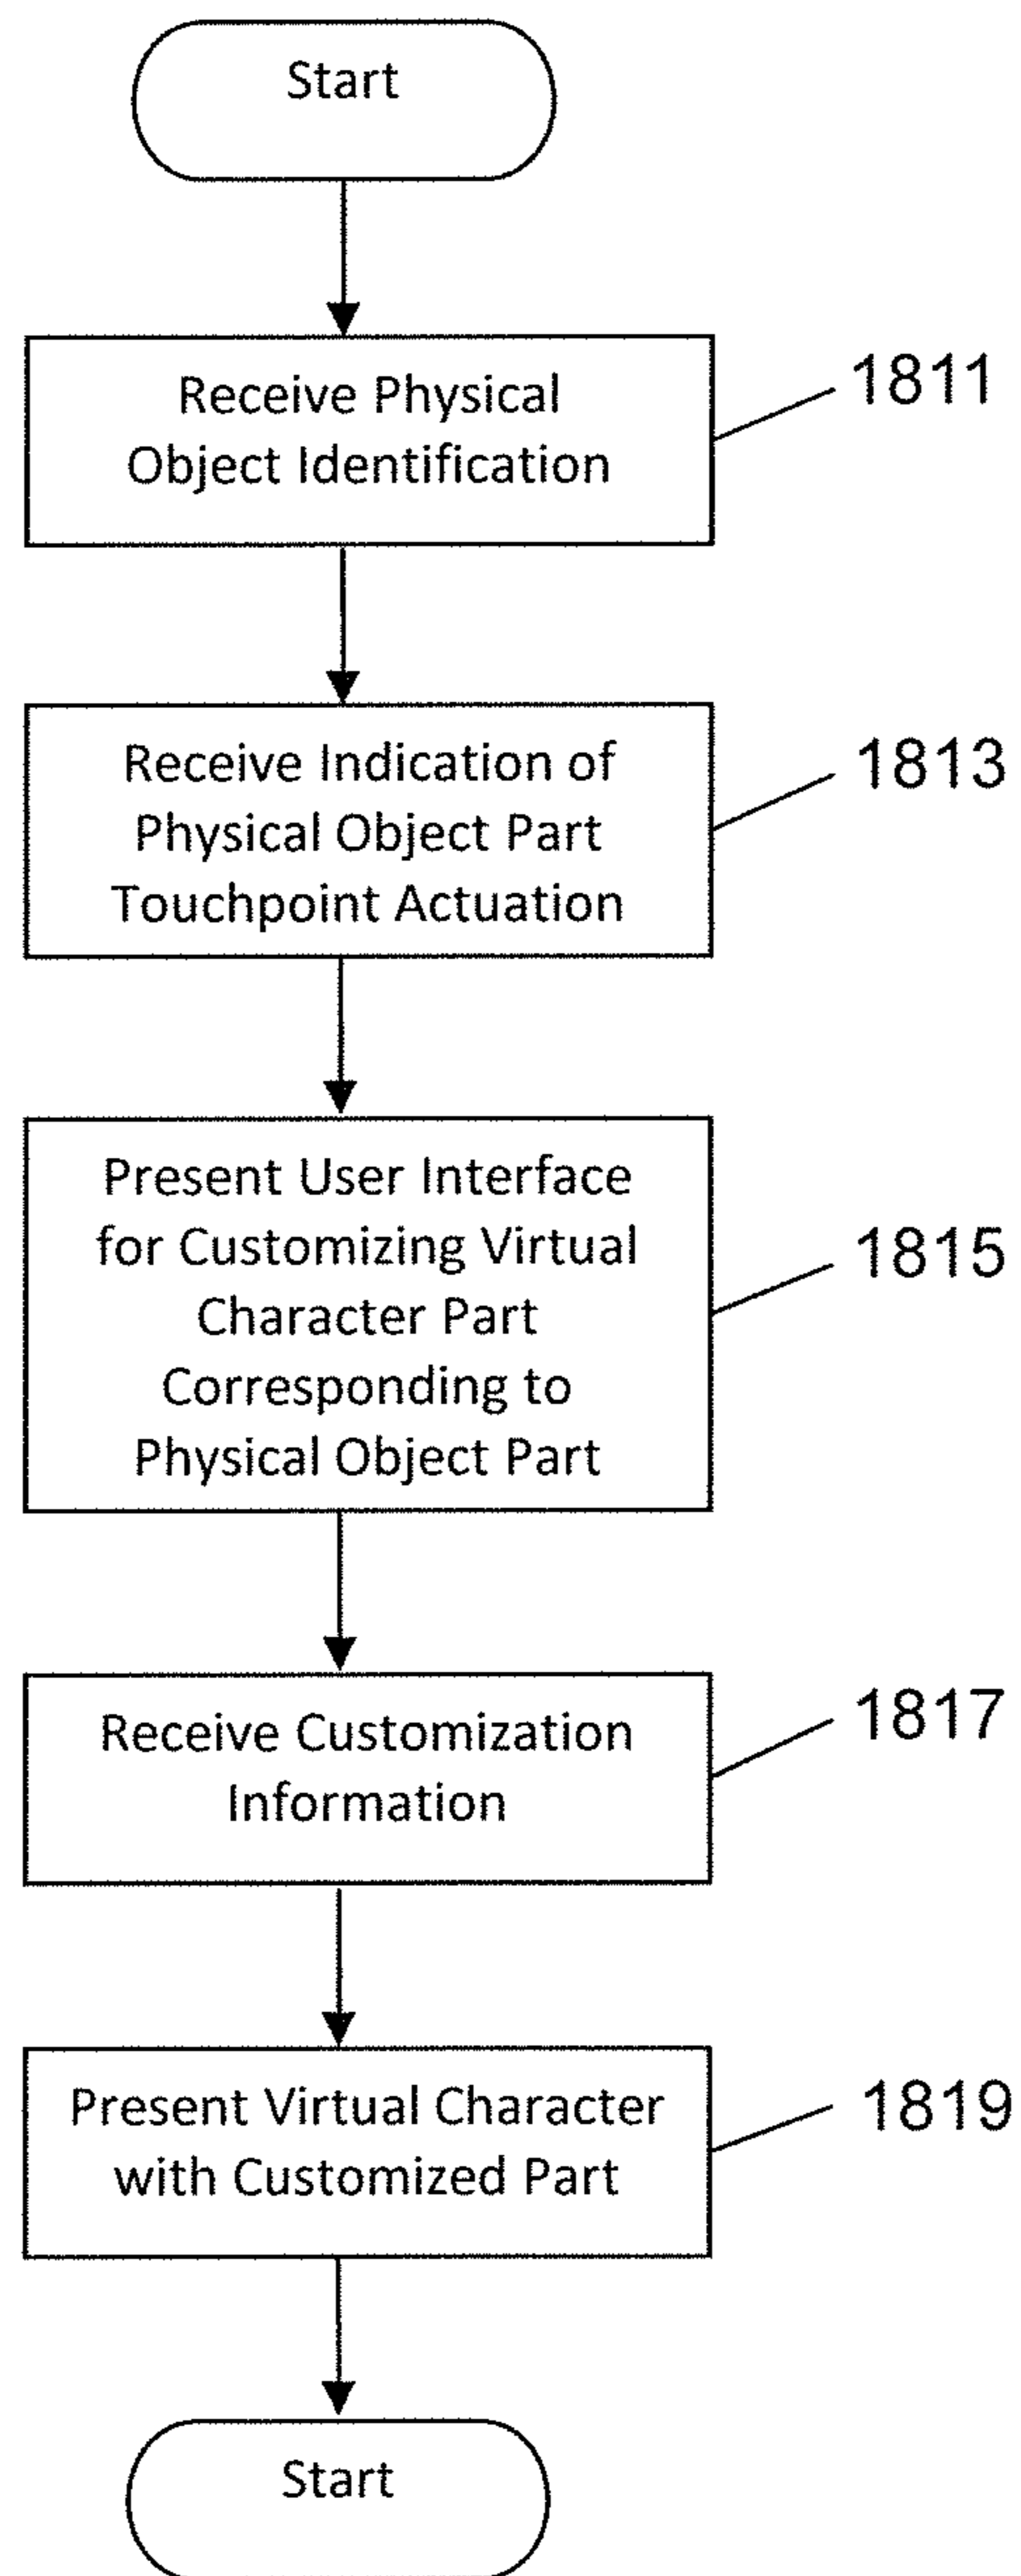 Start
Receive Physical
Object Identification
1811
Receive Indication of
Physical Object Part
Touchpoint Actuation
1813
Present User Interface
for Customizing Virtual
Character Part
Corresponding to
Physical Object Part
1815
Receive Customization
Information
1817
Present Virtual Character
with Customized Part
1819
Start